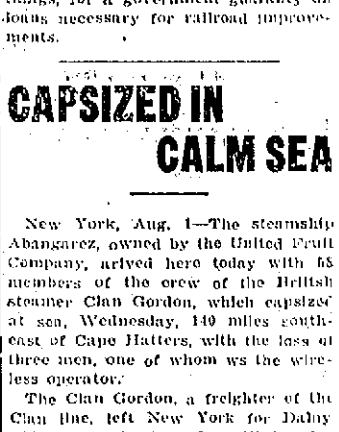 things, for a government guaranty on
loans necessary for railroad improve-
ments.
CAPSIZED IN
CALM SEA
New York, Aug. 1—The steamship
Abangarez, owned by the United Fruit
Company, arived here today with 58
members of the crew of the British
steamer Clan Gordon, which capsized
at sea, Wednesday, 140 miles south-
east of Cape Hatters, with the loss of
three men, one of whom ws the wire-
less operator.
The Clan Gordon, a freighter of the
Clan line, left New York for Dalny